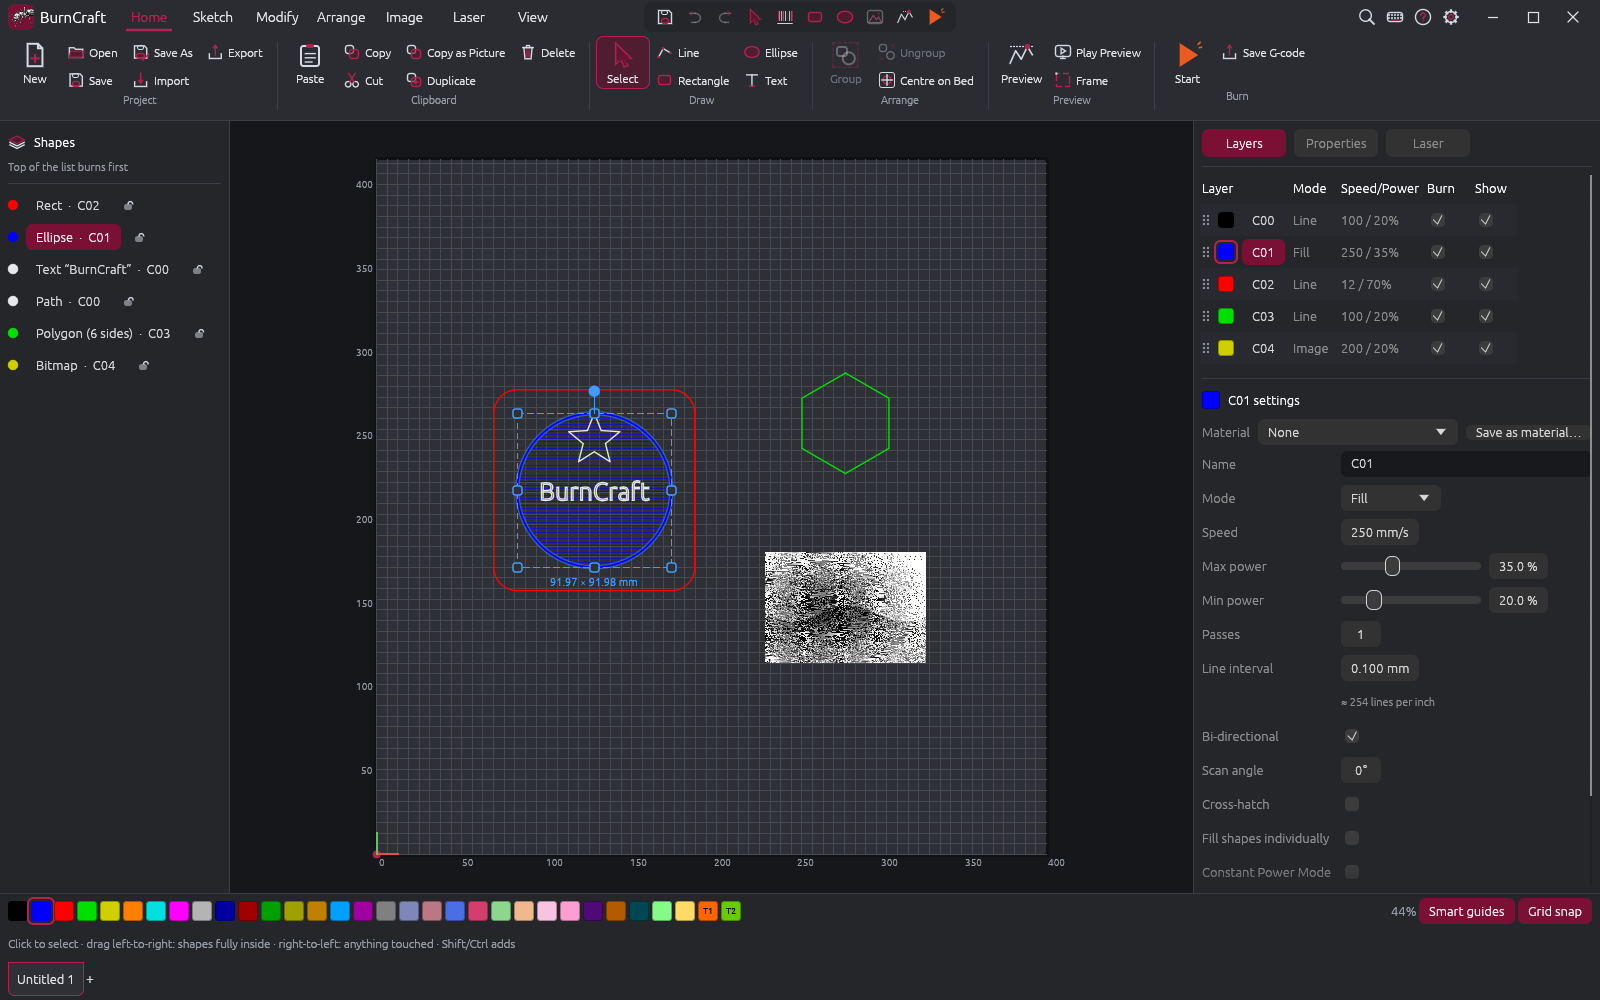 BurnCraft
Home
Sketch
Modify
Arrange
Image
Laser
View
New
Open
Save
Save As
Import
Export
Project
Paste
Copy
Cut
Copy as Picture
Duplicate
Delete
Clipboard
Select
Line
Rectangle
Ellipse
Text
Draw
Group
Ungroup
Centre on Bed
Arrange
Preview
Play Preview
Frame
Preview
Start
Save G-code
Burn
Shapes
Top of the list burns first
Rect · C02
Ellipse · C01
Text “BurnCraft” · C00
Path · C00
Polygon (6 sides) · C03
Bitmap · C04
400
350
300
250
200
150
100
50
0
50
100
150
200
250
300
350
400
BurnCraft
91.97 × 91.98 mm
Layers
Properties
Laser
Layer Mode Speed/Power Burn Show
C00 Line 100 / 20%
C01 Fill 250 / 35%
C02 Line 12 / 70%
C03 Line 100 / 20%
C04 Image 200 / 20%
C01 settings
Material None Save as material...
Name C01
Mode Fill
Speed 250 mm/s
Max power 35.0 %
Min power 20.0 %
Passes 1
Line interval 0.100 mm
≈ 254 lines per inch
Bi-directional
Scan angle 0°
Cross-hatch
Fill shapes individually
Constant Power Mode
T1 T2
44% Smart guides Grid snap
Click to select · drag left-to-right: shapes fully inside · right-to-left: anything touched · Shift/Ctrl adds
Untitled 1 +